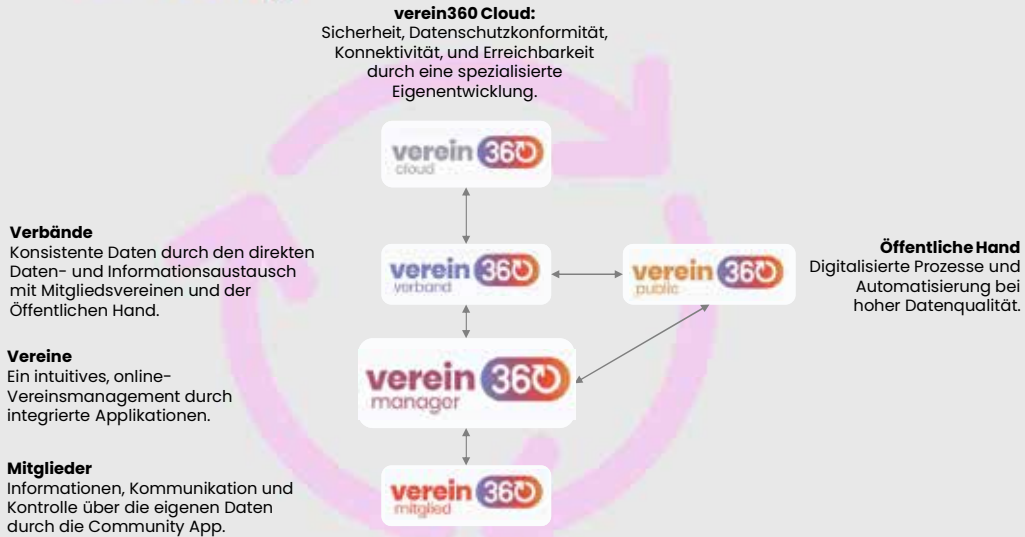 verein360 Cloud:
Sicherheit, Datenschutzkonformität,
Konnektivität, und Erreichbarkeit
durch eine spezialisierte
Eigenentwicklung.
verein 360
cloud
Verbände
Konsistente Daten durch den direkten
Daten- und Informationsaustausch
mit Mitgliedsvereinen und der
Öffentlichen Hand.
verein 360
verband
verein 360
public
Öffentliche Hand
Digitalisierte Prozesse und
Automatisierung bei
hoher Datenqualität.
Vereine
Ein intuitives, online-
Vereinsmanagement durch
integrierte Applikationen.
verein 360
manager
Mitglieder
Informationen, Kommunikation und
Kontrolle über die eigenen Daten
durch die Community App.
verein 360
mitglied